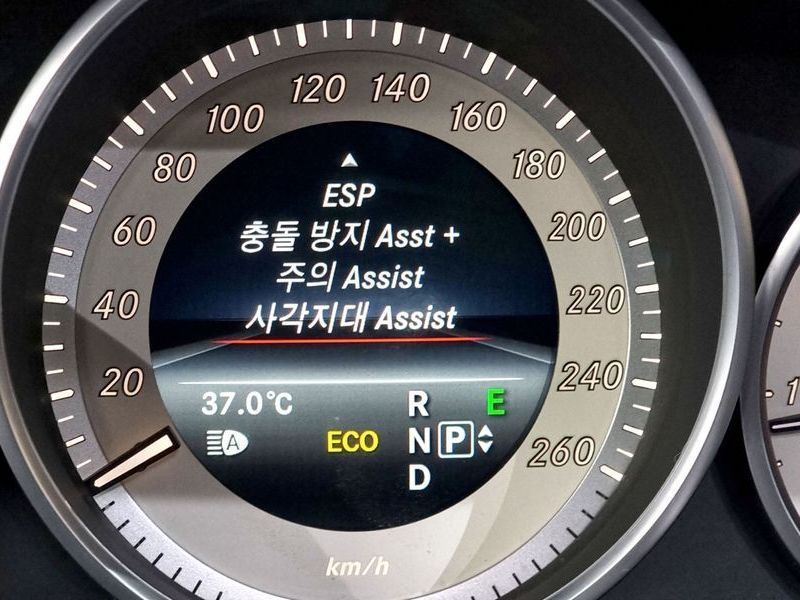 120 140
100 160
80 180
60 200
40 220
20 240
260
ESP
충돌 방지 Asst +
주의 Assist
사각지대 Assist
37.0°C R E
A ECO N P
D
km/h
1